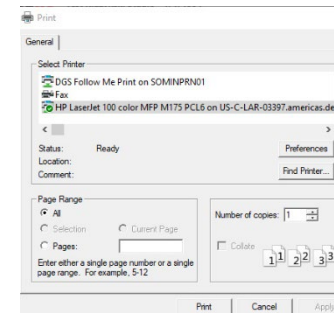 Print
General
Select Printer
DGS Follow Me Print on SOMINPRN01
Fax
HP LaserJet 100 color MFP M175 PCL6 on US-C-LAR-03397.americas.de
Status: Ready
Preferences
Location:
Comment:
Find Printer...
Page Range
All
Selection Current Page
Pages:
Enter either a single page number or a single
page range. For example, 5-12
Number of copies: 1
Collate
1 1 2 2 3 3
Print Cancel Apply